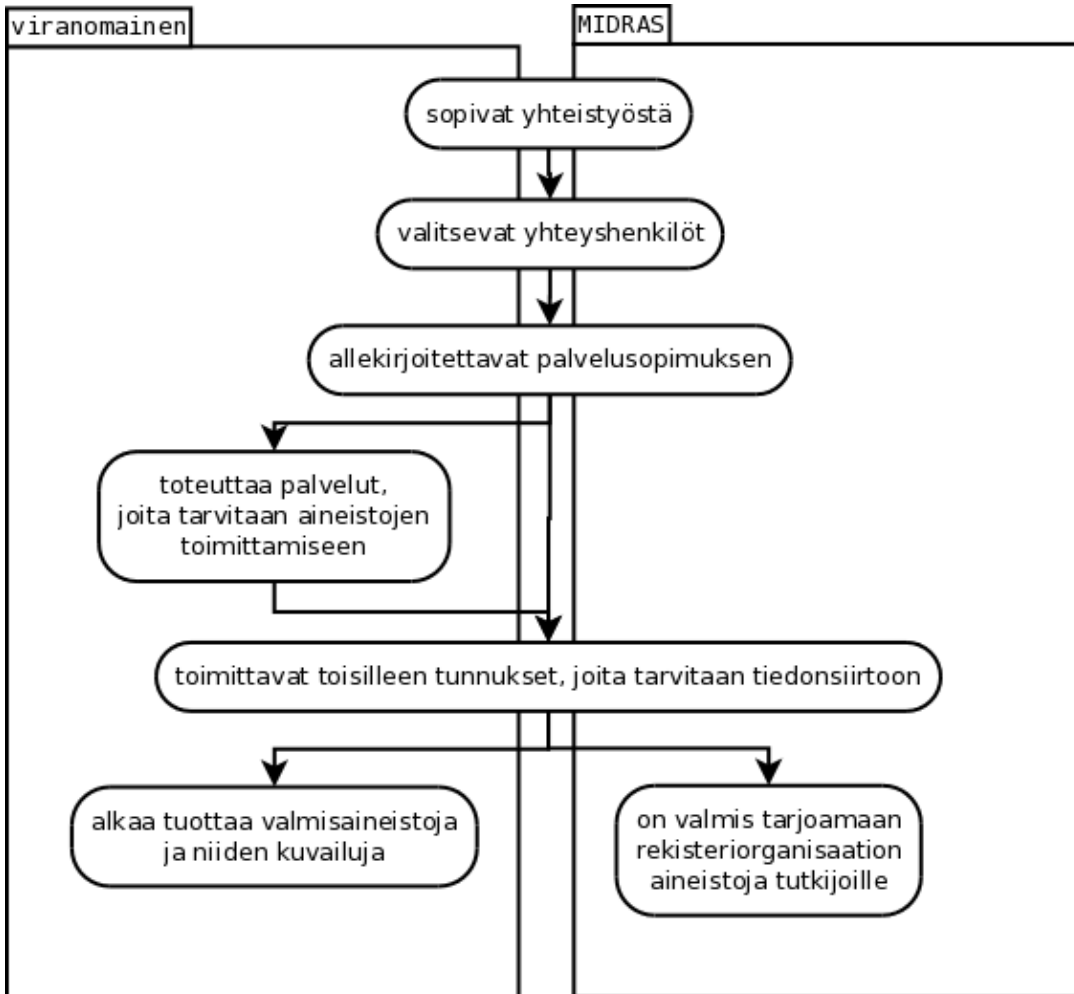 viranomainen
MIDRAS
sopivat yhteistyöstä
valitsevat yhteyshenkilöt
allekirjoitettavat palvelusopimuksen
toteuttaa palvelut,
joita tarvitaan aineistojen
toimittamiseen
toimittavat toisilleen tunnukset, joita tarvitaan tiedonsiirtoon
alkaa tuottaa valmisaineistoja
ja niiden kuvailuja
on valmis tarjoamaan
rekisteriorganisaation
aineistoja tutkijoille